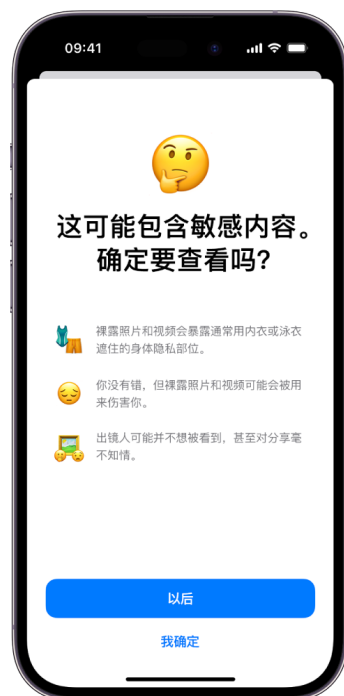 09:41
这可能包含敏感内容。
确定要查看吗?
裸露照片和视频会暴露通常用内衣或泳衣
遮住的身体隐私部位。
你没有错，但裸露照片和视频可能会被用
来伤害你。
出镜人可能并不想被看到，甚至对分享毫
不知情。
以后
我确定